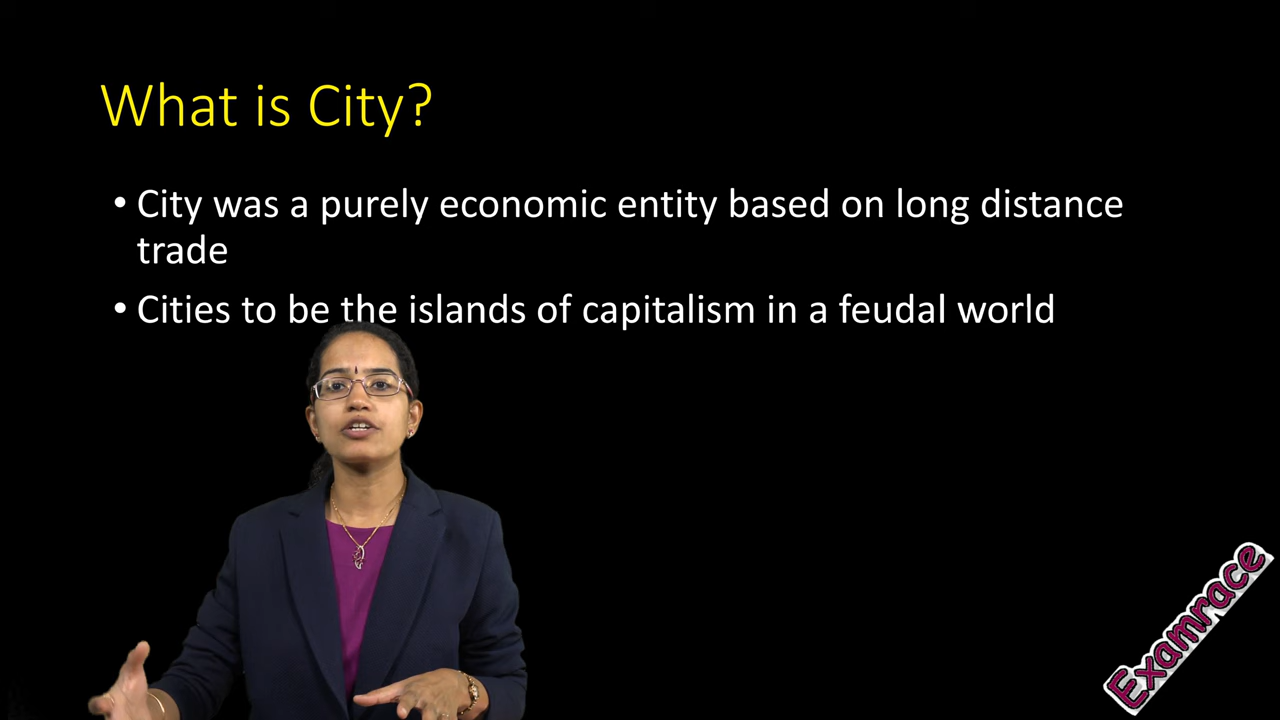 What is City?
• City was a purely economic entity based on long distance
trade
• Cities to be the islands of capitalism in a feudal world
Examrace